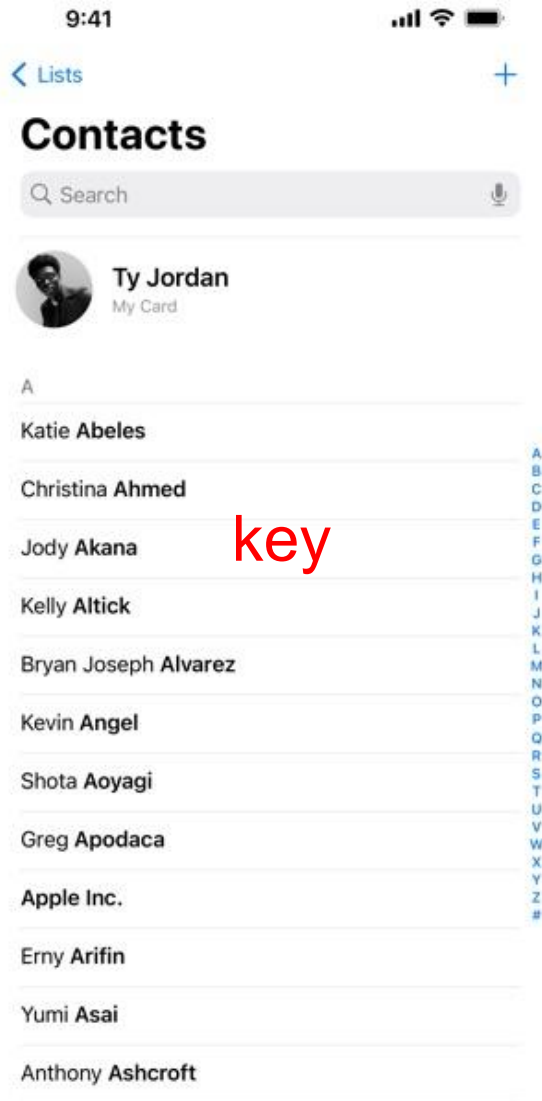 9:41
Lists
+
Contacts
Search
Ty Jordan
My Card
A
Katie Abeles
Christina Ahmed
Jody Akana
key
Kelly Altick
Bryan Joseph Alvarez
Kevin Angel
Shota Aoyagi
Greg Apodaca
Apple Inc.
Erny Arifin
Yumi Asai
Anthony Ashcroft
A
B
C
D
E
F
G
H
I
J
K
L
M
N
O
P
Q
R
S
T
U
V
W
X
Y
Z
#